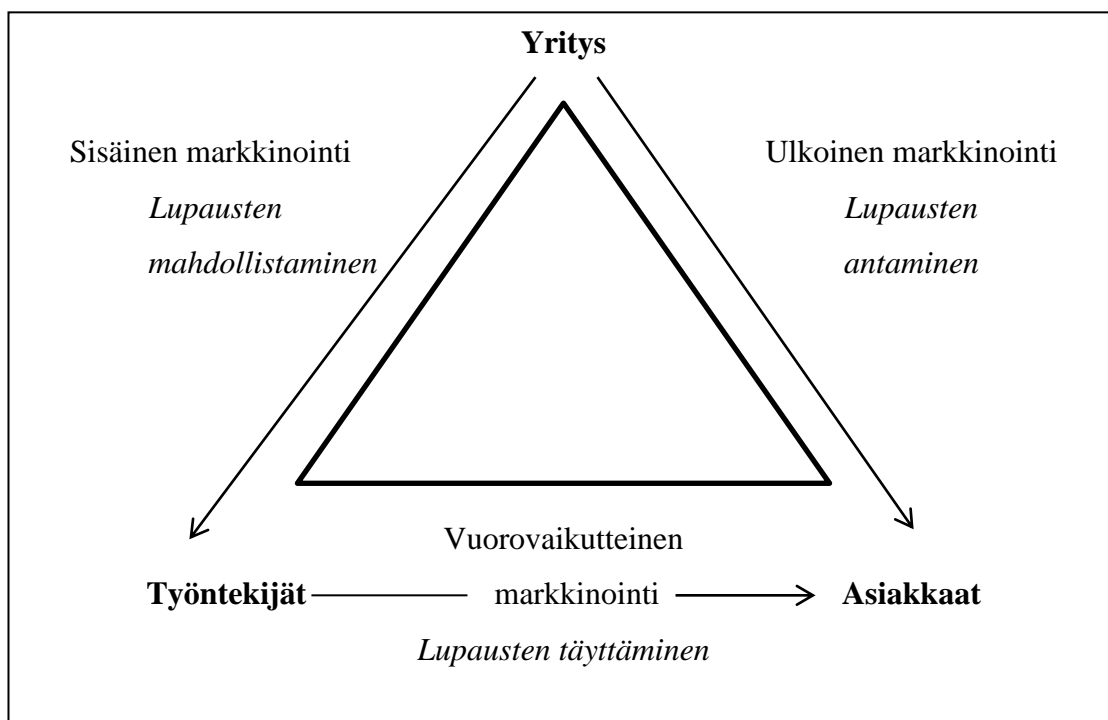 Yritys
Sisäinen markkinointi
Lupausten
mahdollistaminen
Ulkoinen markkinointi
Lupausten
antaminen
Vuorovaikutteinen
Työntekijät markkinointi Asiakkaat
Lupausten täyttäminen